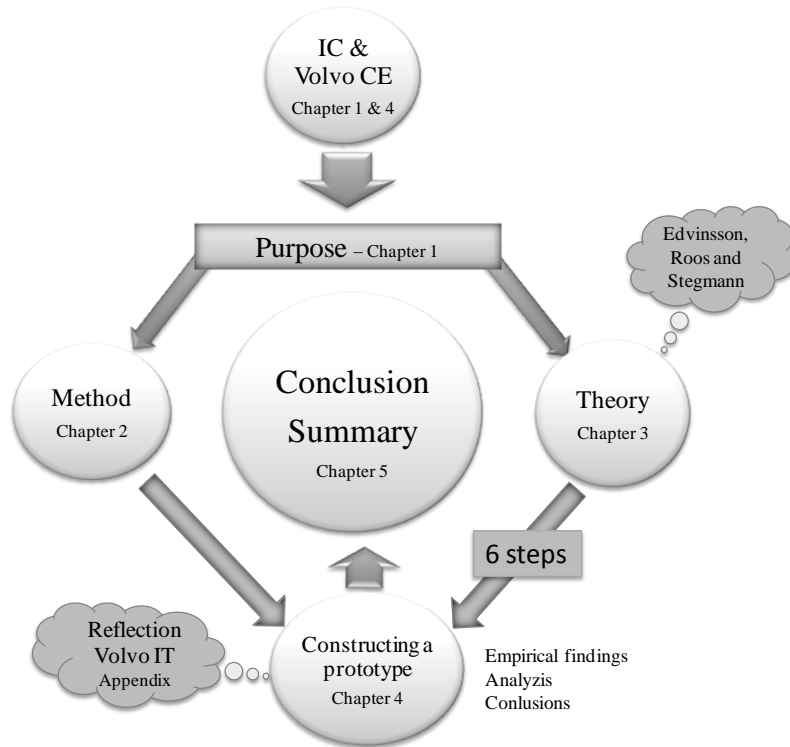 IC &
Volvo CE
Chapter 1 & 4
Purpose – Chapter 1
Edvinsson,
Roos and
Stegmann
Method
Chapter 2
Conclusion
Summary
Chapter 5
Theory
Chapter 3
6 steps
Reflection
Volvo IT
Appendix
Constructing a
prototype
Chapter 4
Empirical findings
Analyzis
Conlusions